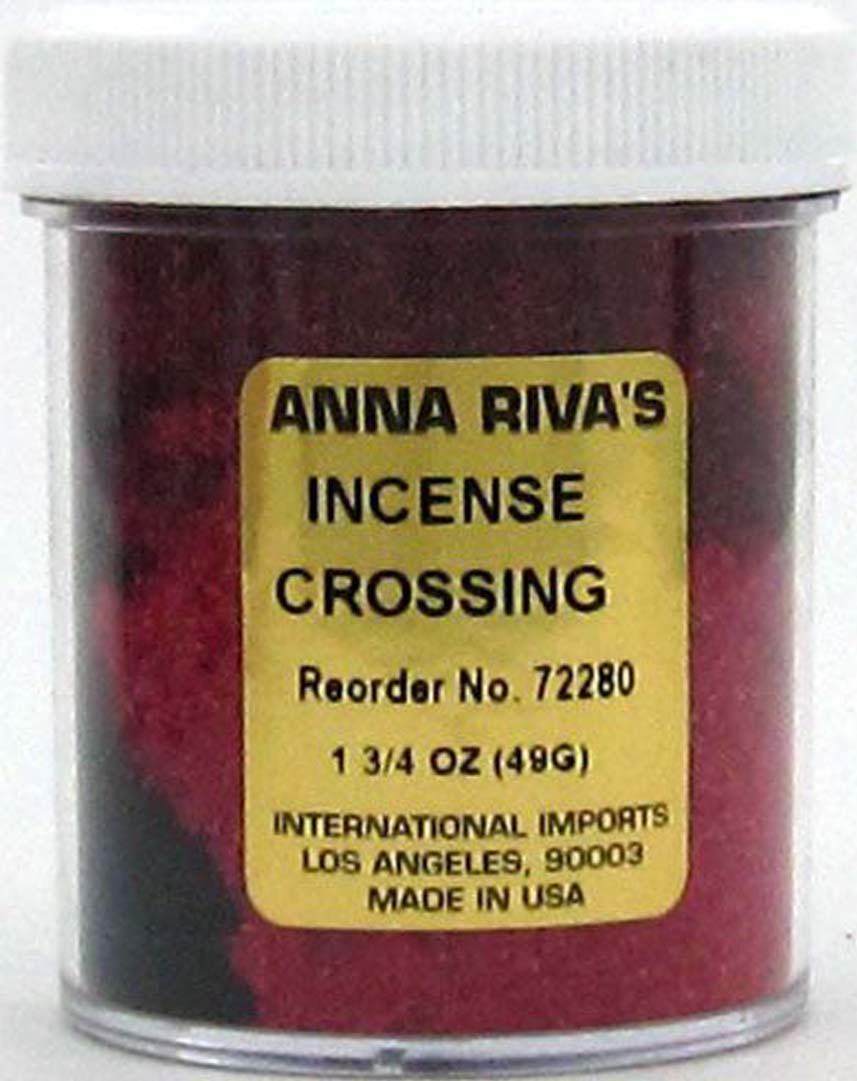 ANNA RIVA'S
INCENSE
CROSSING
Reorder No. 72280
1 3/4 OZ (49G)
INTERNATIONAL IMPORTS
LOS ANGELES, 90003
MADE IN USA